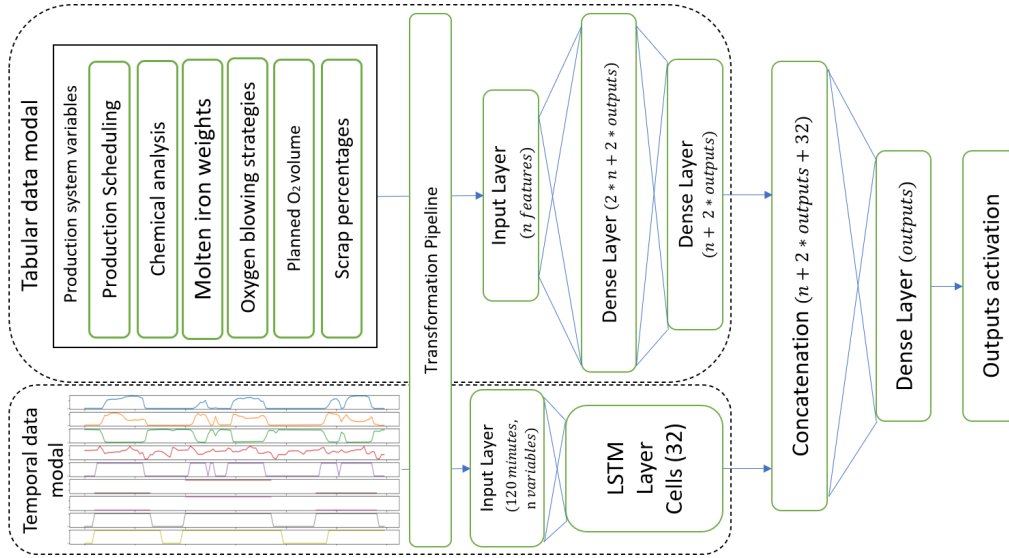 Tabular data modal
Production system variables
Production Scheduling
Chemical analysis
Molten iron weights
Oxygen blowing strategies
Planned O₂ volume
Scrap percentages
Temporal data
modal
Transformation Pipeline
Input Layer
(n features)
Dense Layer (2 * n + 2 * outputs)
Dense Layer
(n + 2 * outputs)
Input Layer
(120 minutes,
n variables)
LSTM
Layer
Cells (32)
Concatenation (n + 2 * outputs + 32)
Dense Layer (outputs)
Outputs activation